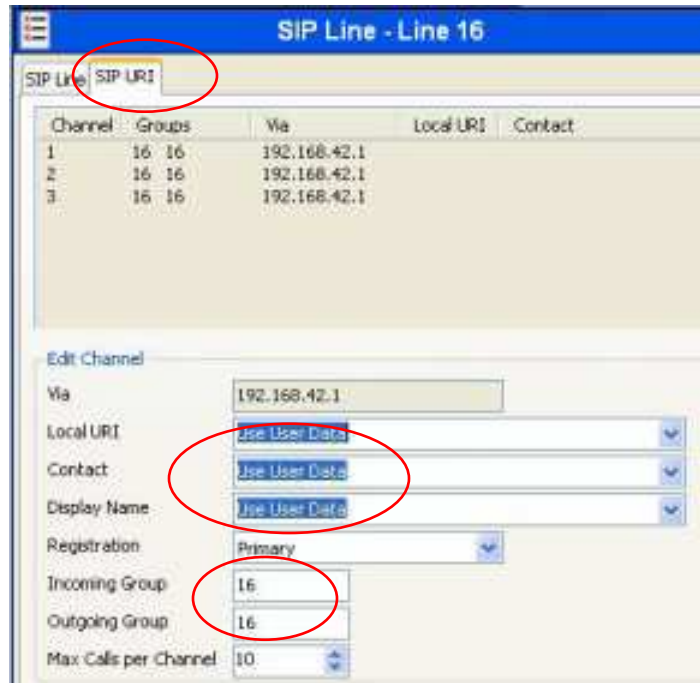 SIP Line - Line 16
SIP Line SIP URI
Channel Groups Via Local URI Contact
1 16 16 192.168.42.1
2 16 16 192.168.42.1
3 16 16 192.168.42.1
Edit Channel
Via 192.168.42.1
Local URI Use User Data
Contact Use User Data
Display Name Use User Data
Registration Primary
Incoming Group 16
Outgoing Group 16
Max Calls per Channel 10